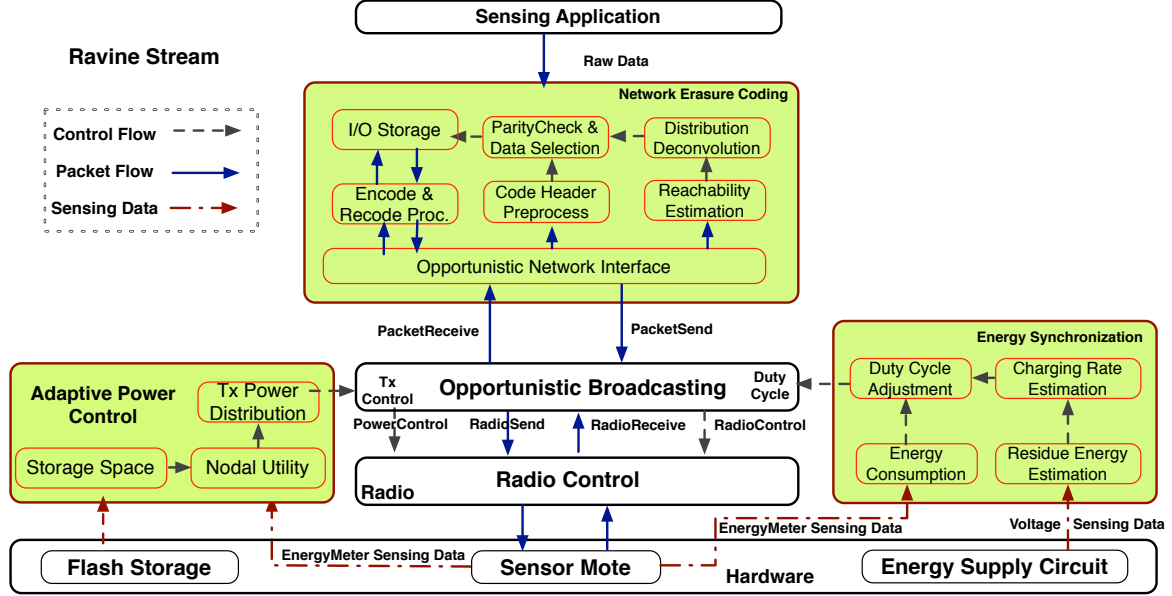 Sensing Application
Ravine Stream
Raw Data
Control Flow
Packet Flow
Sensing Data
Network Erasure Coding
I/O Storage
ParityCheck &
Data Selection
Distribution
Deconvolution
Encode &
Recode Proc.
Code Header
Preprocess
Reachability
Estimation
Opportunistic Network Interface
PacketReceive
PacketSend
Adaptive Power
Control
Tx Power
Distribution
Storage Space
Nodal Utility
Tx
Control
Opportunistic Broadcasting
Duty
Cycle
PowerControl
RadioSend
RadioReceive
RadioControl
Radio Control
Radio
Energy Synchronization
Duty Cycle
Adjustment
Charging Rate
Estimation
Energy
Consumption
Residue Energy
Estimation
EnergyMeter Sensing Data
EnergyMeter Sensing Data
Voltage
Sensing Data
Flash Storage
Sensor Mote
Hardware
Energy Supply Circuit